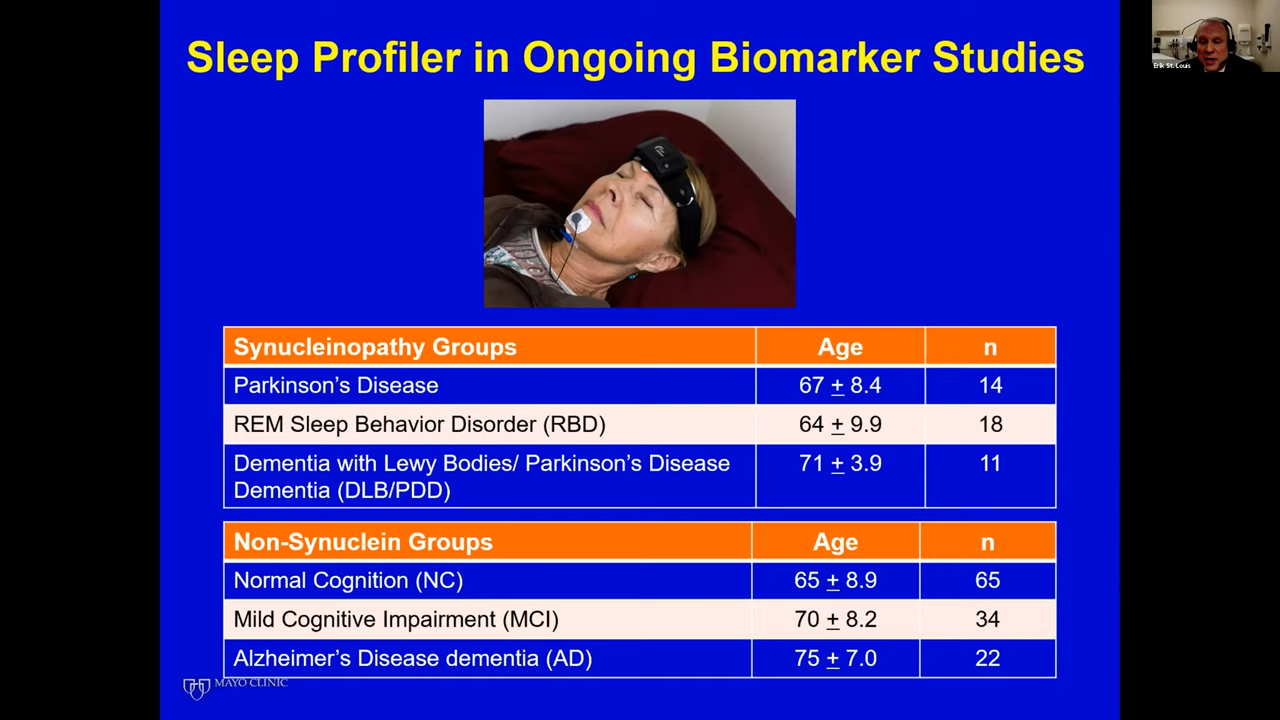 Sleep Profiler in Ongoing Biomarker Studies
Erik St. Louis
Synucleinopathy Groups Age n
Parkinson's Disease 67 ± 8.4 14
REM Sleep Behavior Disorder (RBD) 64 ± 9.9 18
Dementia with Lewy Bodies/ Parkinson's Disease 71 ± 3.9 11
Dementia (DLB/PDD)
Non-Synuclein Groups Age n
Normal Cognition (NC) 65 ± 8.9 65
Mild Cognitive Impairment (MCI) 70 ± 8.2 34
Alzheimer's Disease dementia (AD) 75 ± 7.0 22
MAYO CLINIC